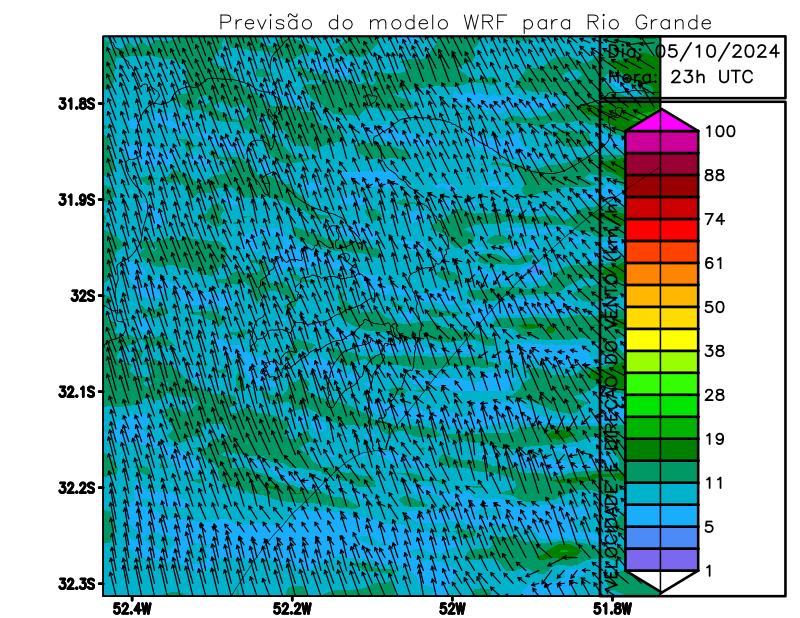 Previsão do modelo WRF para Rio Grande
Dia: 05/10/2024
Hora: 23h UTC
31.8S
31.9S
32S
32.1S
32.2S
32.3S
52.4W
52.2W
52W
51.8W
VELOCIDADE E DIREÇÃO DO VENTO (km/h)
100
88
74
61
50
38
28
19
11
5
1